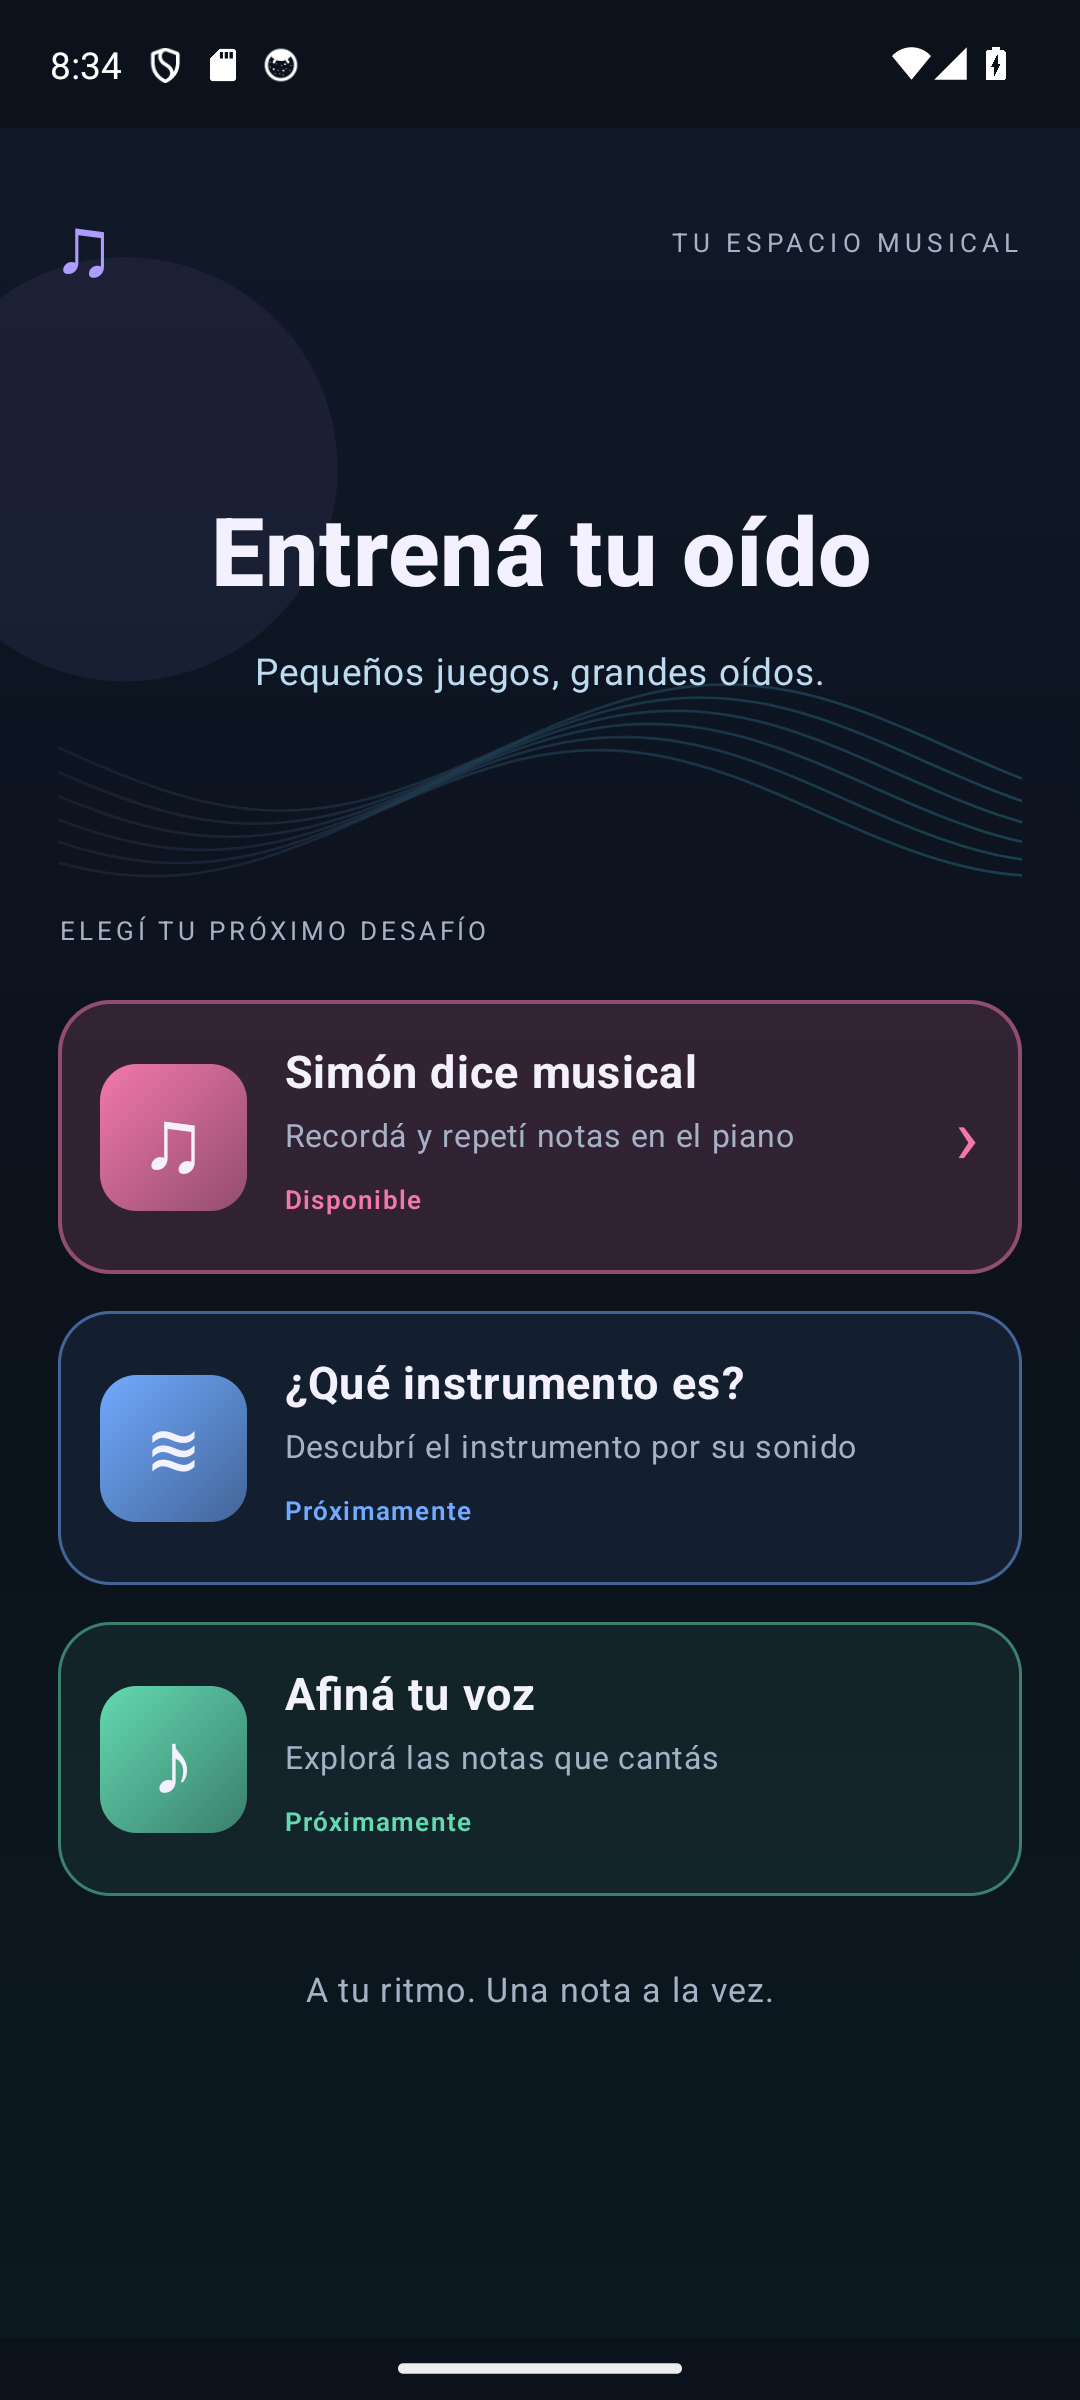 8:34
TU ESPACIO MUSICAL
Entrená tu oído
Pequeños juegos, grandes oídos.
ELEGÍ TU PRÓXIMO DESAFÍO
Simón dice musical
Recordá y repetí notas en el piano
Disponible
¿Qué instrumento es?
Descubrí el instrumento por su sonido
Próximamente
Afiná tu voz
Explorá las notas que cantás
Próximamente
A tu ritmo. Una nota a la vez.